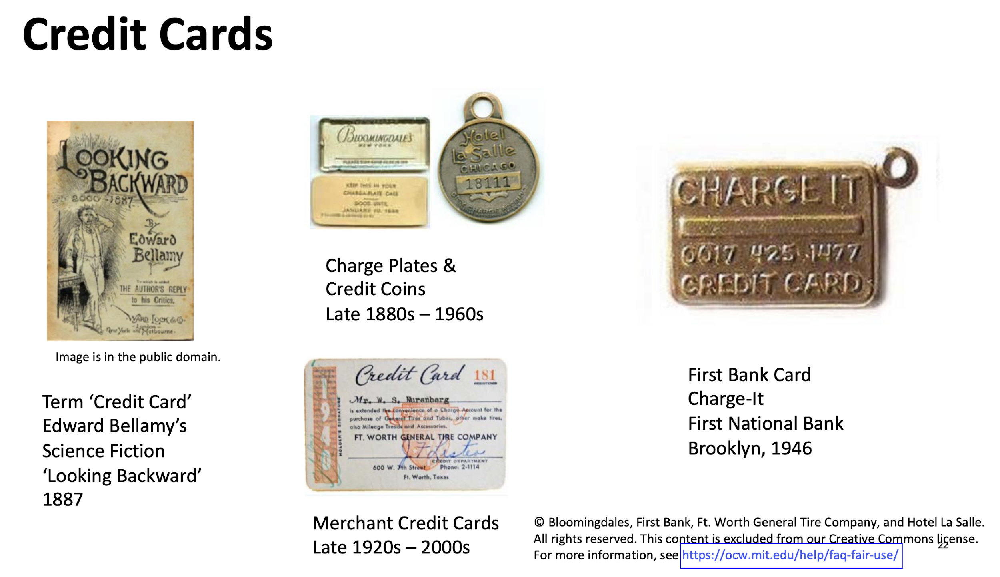 Credit Cards
LOOKING
BACKWARD
2000-1887
By
Edward
Bellamy
To which is added
THE AUTHOR'S REPLY
to his Critics.
WARD·LOCK & Co.
London
New York and Melbourne.
Image is in the public domain.
Term ‘Credit Card’
Edward Bellamy’s
Science Fiction
‘Looking Backward’
1887
BLOOMINGDALE'S
NEW YORK
KEEP THIS IN YOUR
CHARGA-PLATE CASE
GOOD UNTIL
JANUARY
Hotel
La Salle
CHICAGO
18111
Charge Plates &
Credit Coins
Late 1880s – 1960s
Credit Card 181
REGISTERED
1940
HOLDER'S SIGNATURE
Mr. W. S. Nurenberg
is extended the convenience of a Charge Account for the
purchase of General Tires and Tubes, other make tires,
also Mileage Treads and Accessories.
FT. WORTH GENERAL TIRE COMPANY
CREDIT DEPARTMENT
600 W. 7th Street Phone: 2-1114
Ft. Worth, Texas
Merchant Credit Cards
Late 1920s – 2000s
CHARGE IT
0017 425 1477
CREDIT CARD
First Bank Card
Charge-It
First National Bank
Brooklyn, 1946
© Bloomingdales, First Bank, Ft. Worth General Tire Company, and Hotel La Salle.
All rights reserved. This content is excluded from our Creative Commons license.
For more information, see https://ocw.mit.edu/help/faq-fair-use/
22